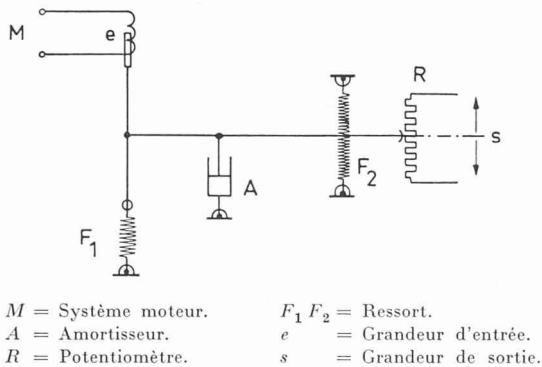 M
e
R
s
F2
A
F1
M = Système moteur.
A = Amortisseur.
R = Potentiomètre.
F1 F2 = Ressort.
e = Grandeur d'entrée.
s = Grandeur de sortie.